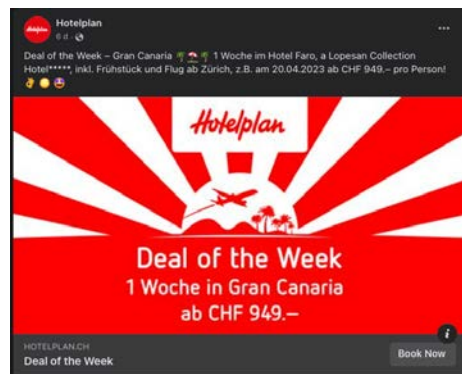 Hotelplan
6 d ·
Deal of the Week – Gran Canaria 🌴⛱️🌴 1 Woche im Hotel Faro, a Lopesan Collection
Hotel*****, inkl. Frühstück und Flug ab Zürich, z.B. am 20.04.2023 ab CHF 949.– pro Person!
Hotelplan
Deal of the Week
1 Woche in Gran Canaria
ab CHF 949.–
HOTELPLAN.CH
Deal of the Week
Book Now